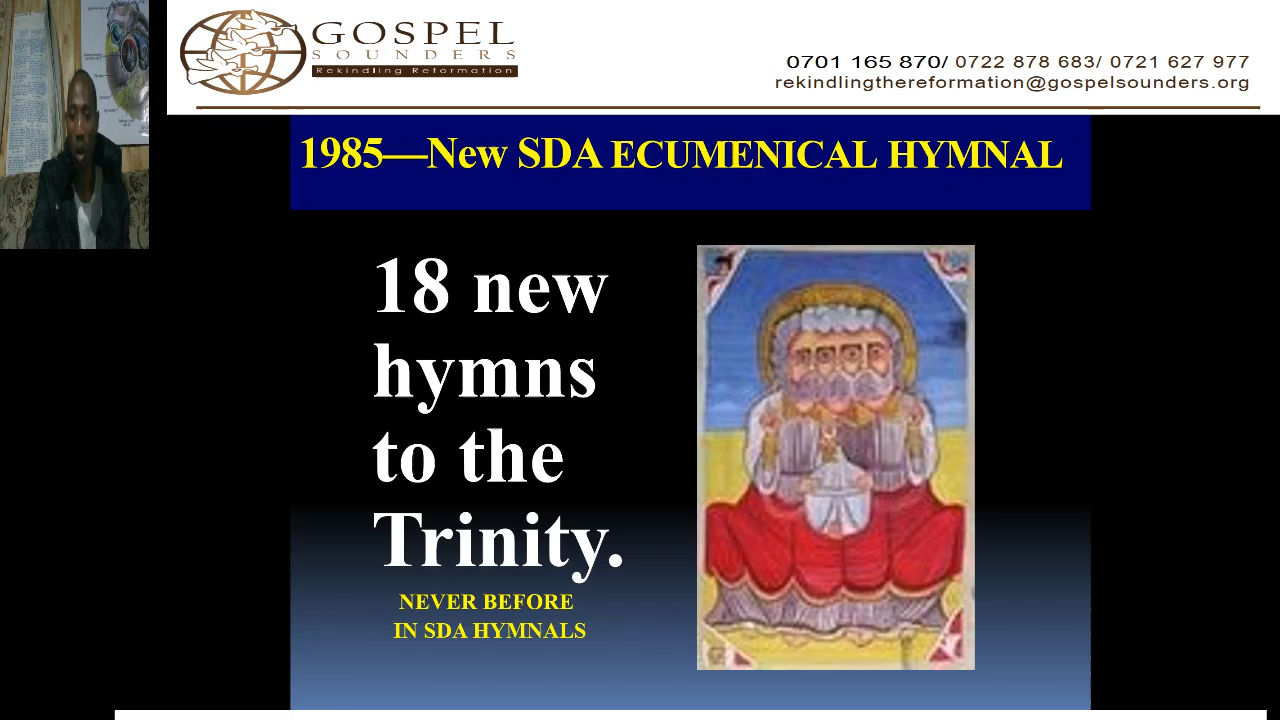 GOSPEL
SOUNDERS
Rekindling Reformation
0701 165 870/ 0722 878 683/ 0721 627 977
rekindlingthereformation@gospelsounders.org
1985—New SDA ECUMENICAL HYMNAL
18 new
hymns
to the
Trinity.
NEVER BEFORE
IN SDA HYMNALS